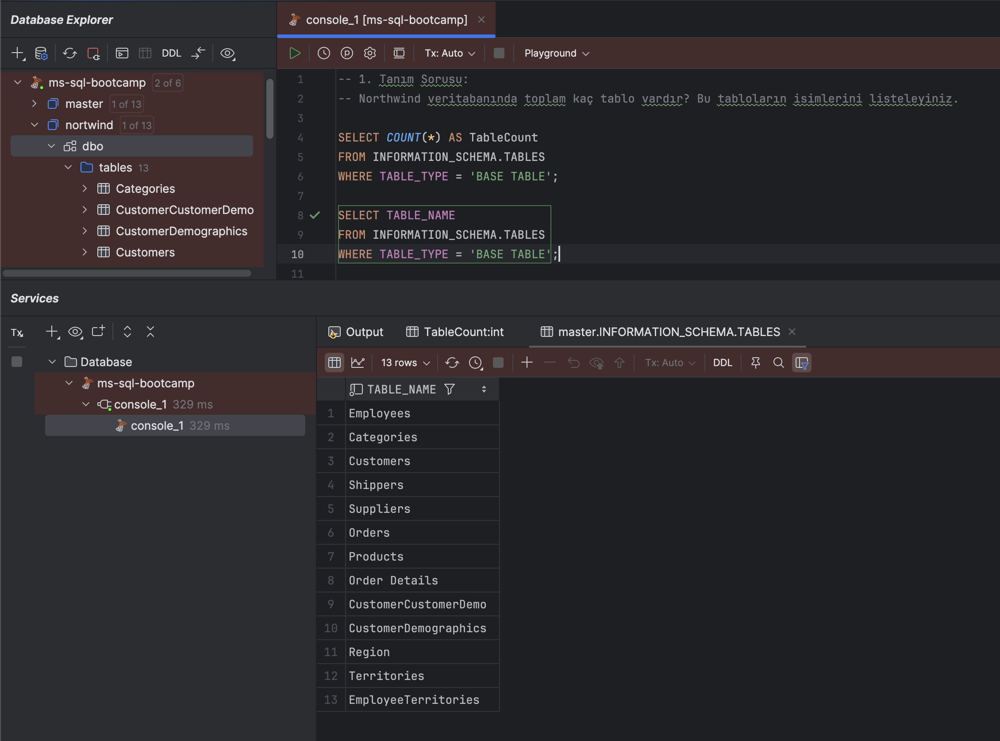 Database Explorer
console_1 [ms-sql-bootcamp]
DDL
Tx: Auto
Playground
ms-sql-bootcamp 2 of 6
master 1 of 13
nortwind 1 of 13
dbo
tables 13
Categories
CustomerCustomerDemo
CustomerDemographics
Customers
1 -- 1. Tanım Sorusu:
2 -- Northwind veritabanında toplam kaç tablo vardır? Bu tabloların isimlerini listeleyiniz.
3
4 SELECT COUNT(*) AS TableCount
5 FROM INFORMATION_SCHEMA.TABLES
6 WHERE TABLE_TYPE = 'BASE TABLE';
7
8 SELECT TABLE_NAME
9 FROM INFORMATION_SCHEMA.TABLES
10 WHERE TABLE_TYPE = 'BASE TABLE';
11
Services
Tx
Database
ms-sql-bootcamp
console_1 329 ms
console_1 329 ms
Output
TableCount:int
master.INFORMATION_SCHEMA.TABLES
13 rows
Tx: Auto
DDL
TABLE_NAME
1 Employees
2 Categories
3 Customers
4 Shippers
5 Suppliers
6 Orders
7 Products
8 Order Details
9 CustomerCustomerDemo
10 CustomerDemographics
11 Region
12 Territories
13 EmployeeTerritories